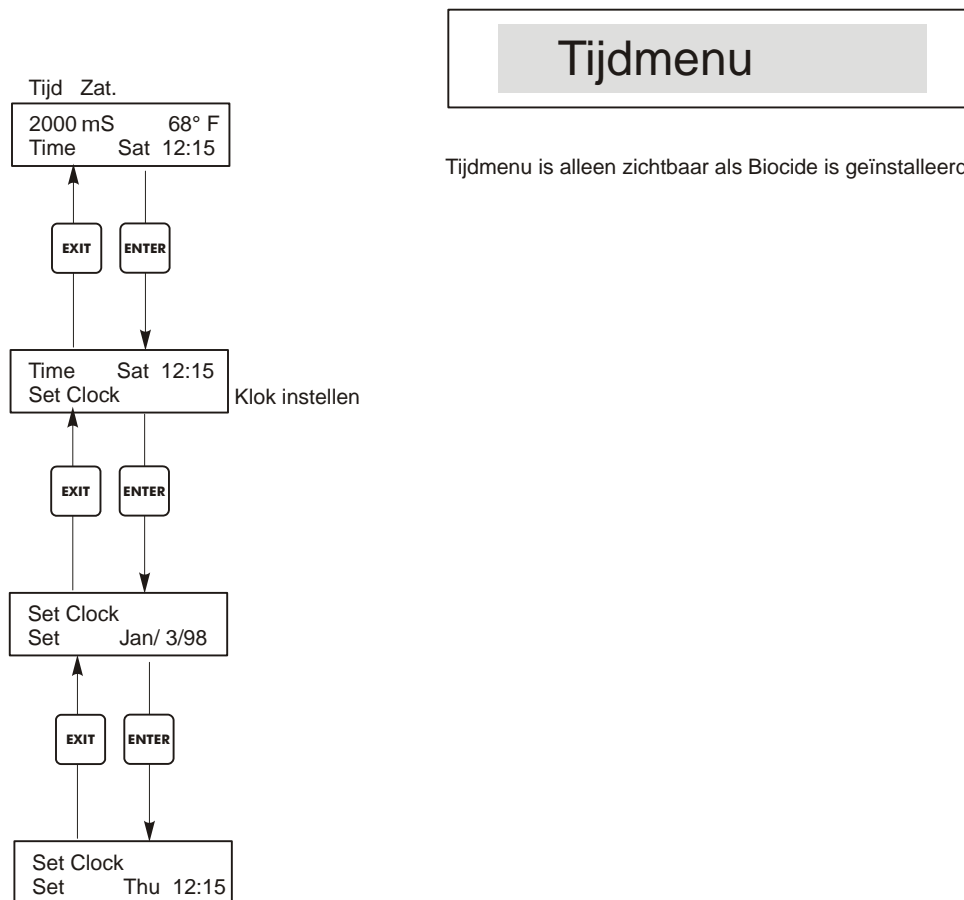 Tijdmenu
Tijd Zat.
2000 mS 68° F
Time Sat 12:15
Tijdmenu is alleen zichtbaar als Biocide is geïnstalleerd
EXIT ENTER
Time Sat 12:15
Set Clock
Klok instellen
EXIT ENTER
Set Clock
Set Jan/ 3/98
EXIT ENTER
Set Clock
Set Thu 12:15